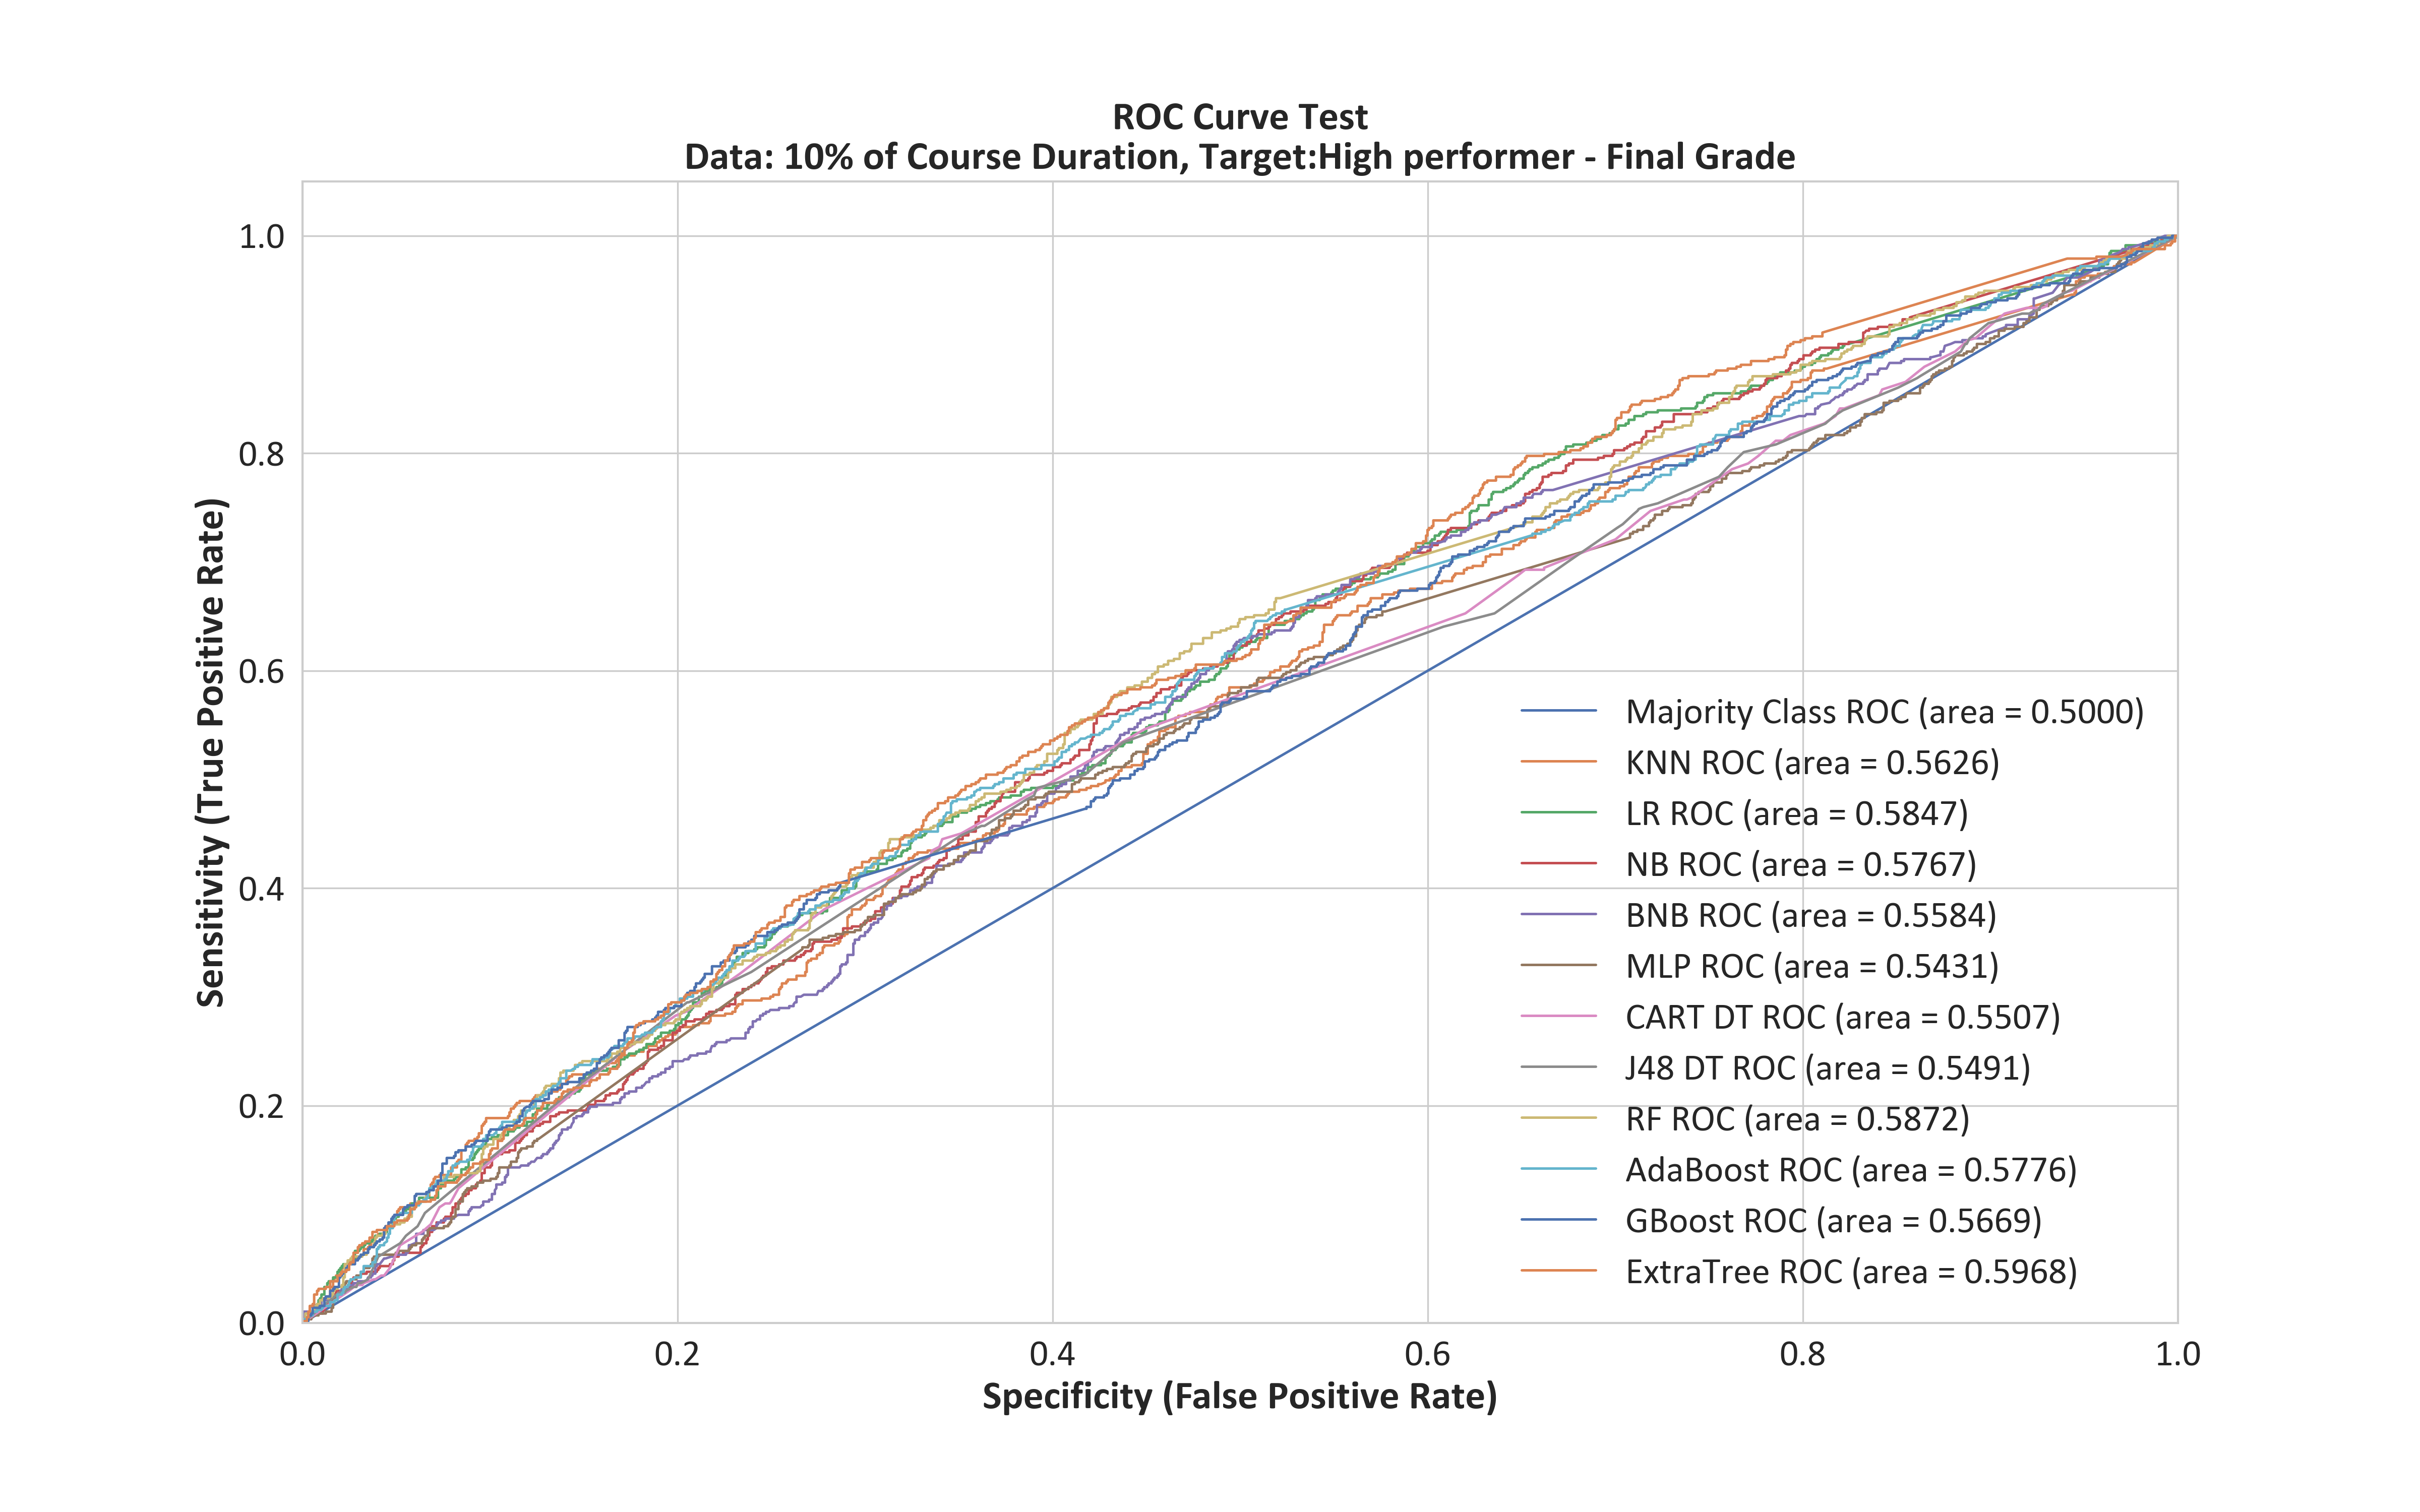 ROC Curve Test
Data: 10% of Course Duration, Target:High performer - Final Grade
1.0
0.8
0.6
0.4
0.2
0.0
Sensitivity (True Positive Rate)
Majority Class ROC (area = 0.5000)
KNN ROC (area = 0.5626)
LR ROC (area = 0.5847)
NB ROC (area = 0.5767)
BNB ROC (area = 0.5584)
MLP ROC (area = 0.5431)
CART DT ROC (area = 0.5507)
J48 DT ROC (area = 0.5491)
RF ROC (area = 0.5872)
AdaBoost ROC (area = 0.5776)
GBoost ROC (area = 0.5669)
ExtraTree ROC (area = 0.5968)
0.0 0.2 0.4 0.6 0.8 1.0
Specificity (False Positive Rate)